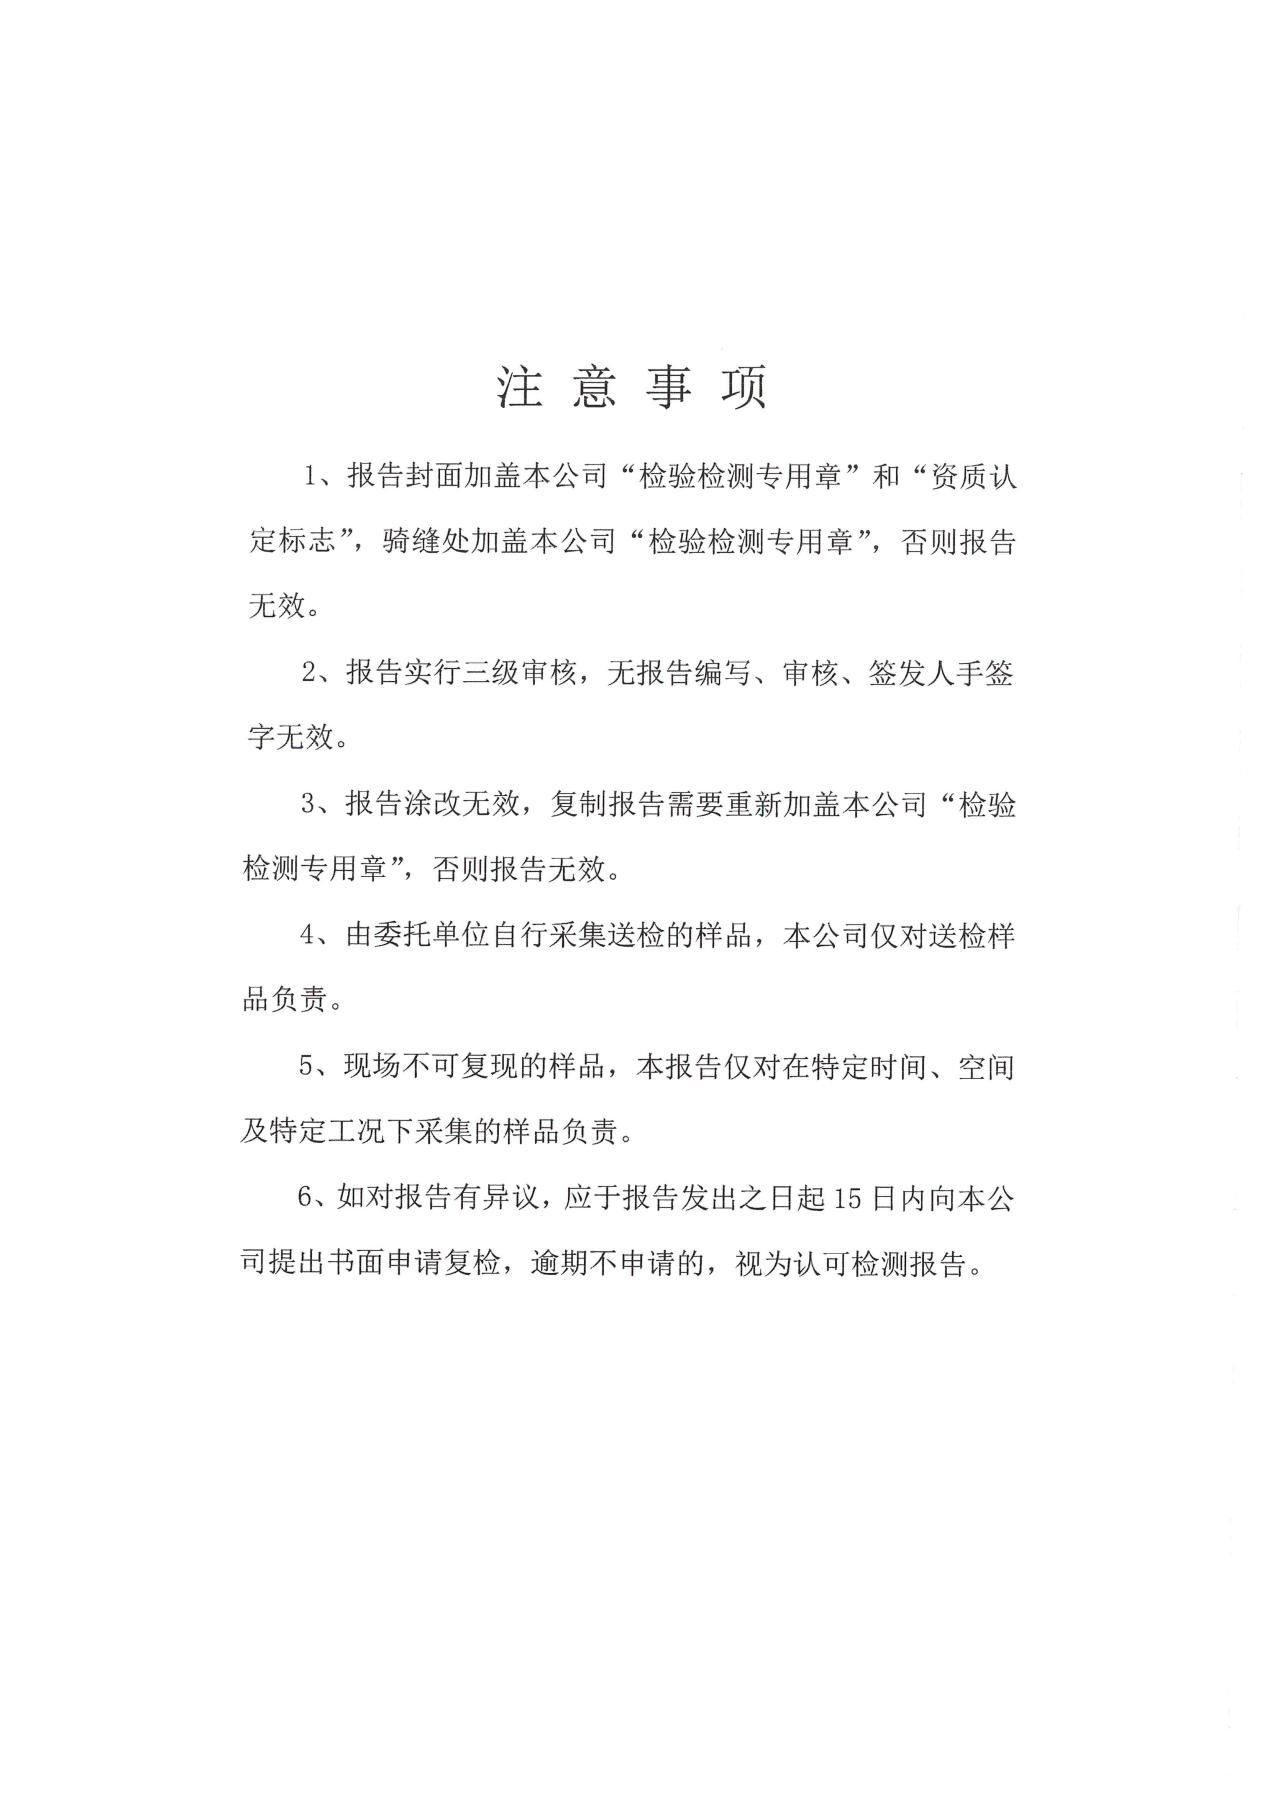 注意事项
1、报告封面加盖本公司“检验检测专用章”和“资质认
定标志”，骑缝处加盖本公司“检验检测专用章”，否则报告
无效。
2、报告实行三级审核，无报告编写、审核、签发人手签
字无效。
3、报告涂改无效，复制报告需要重新加盖本公司“检验
检测专用章”，否则报告无效。
4、由委托单位自行采集送检的样品，本公司仅对送检样
品负责。
5、现场不可复现的样品，本报告仅对在特定时间、空间
及特定工况下采集的样品负责。
6、如对报告有异议，应于报告发出之日起 15 日内向本公
司提出书面申请复检，逾期不申请的，视为认可检测报告。